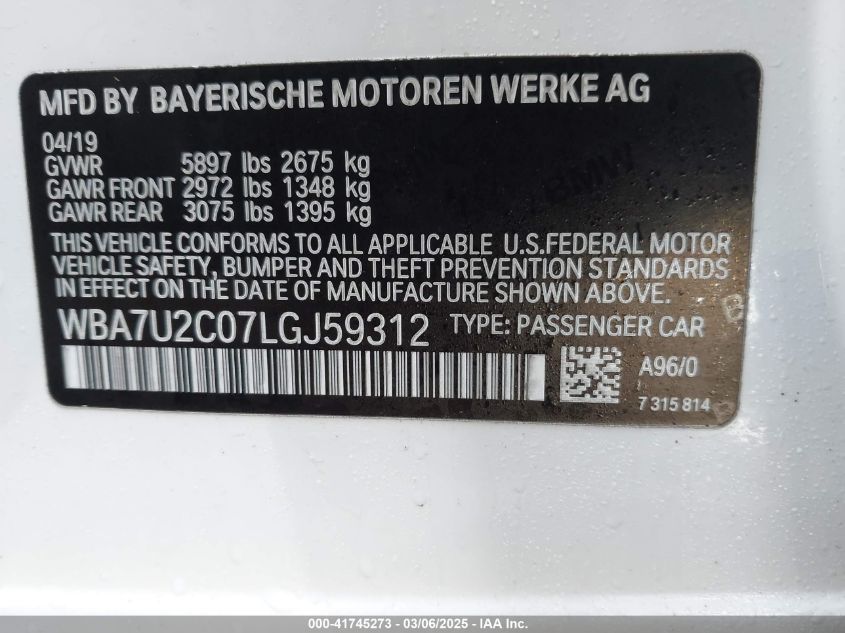 MFD BY BAYERISCHE MOTOREN WERKE AG
04/19
GVWR 5897 lbs 2675 kg
GAWR FRONT 2972 lbs 1348 kg
GAWR REAR 3075 lbs 1395 kg
THIS VEHICLE CONFORMS TO ALL APPLICABLE U.S.FEDERAL MOTOR
VEHICLE SAFETY, BUMPER AND THEFT PREVENTION STANDARDS
IN EFFECT ON THE DATE OF MANUFACTURE SHOWN ABOVE.
WBA7U2C07LGJ59312 TYPE: PASSENGER CAR
A96/0
7 315 814
000-41745273 - 03/06/2025 - IAA Inc.